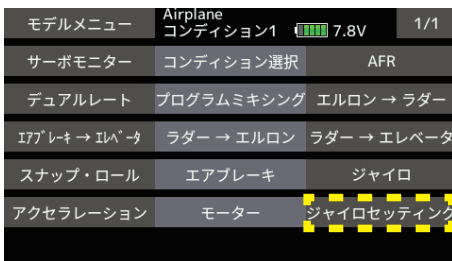 モデルメニュー
Airplane
コンディション1 7.8V
1/1
サーボモニター コンディション選択 AFR
デュアルレート プログラムミキシング エルロン → ラダー
ｴｱﾌﾞﾚｰｷ → ｴﾚﾍﾞｰﾀ ラダー → エルロン ラダー → エレベータ
スナップ・ロール エアブレーキ ジャイロ
アクセラレーション モーター ジャイロセッティング